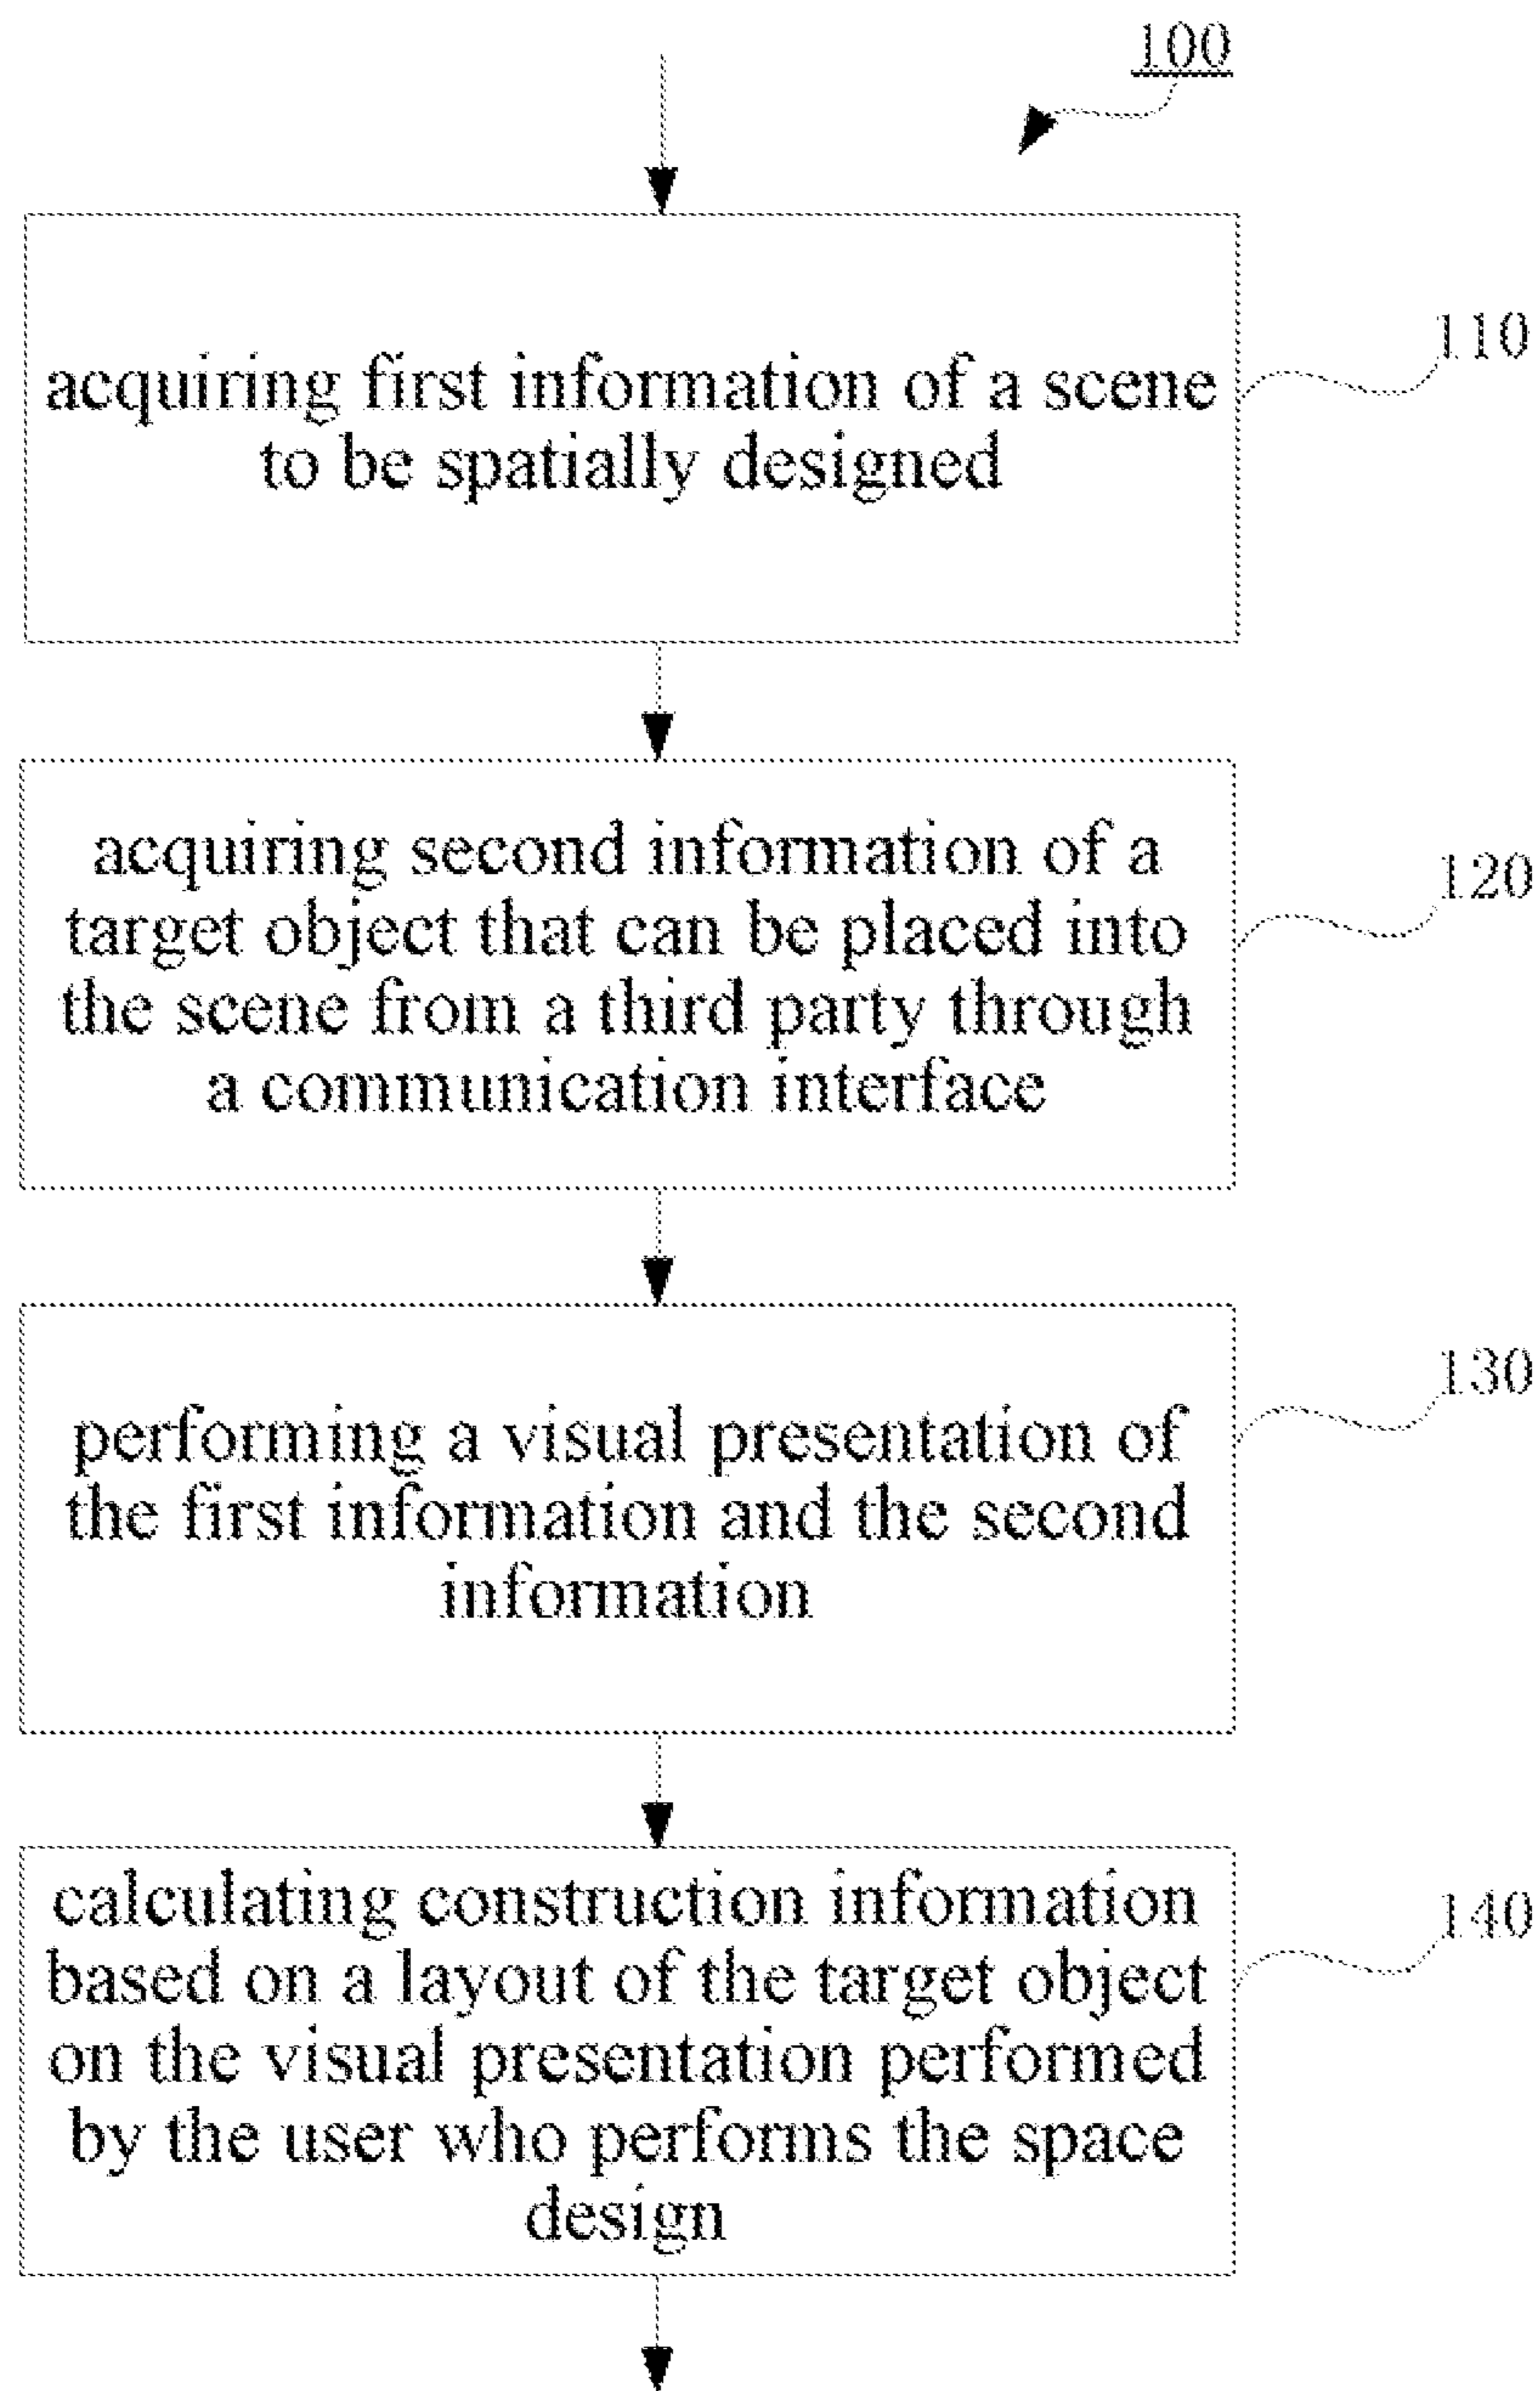 100
acquiring first information of a scene
to be spatially designed
110
acquiring second information of a
target object that can be placed into
the scene from a third party through
a communication interface
120
performing a visual presentation of
the first information and the second
information
130
calculating construction information
based on a layout of the target object
on the visual presentation performed
by the user who performs the space
design
140